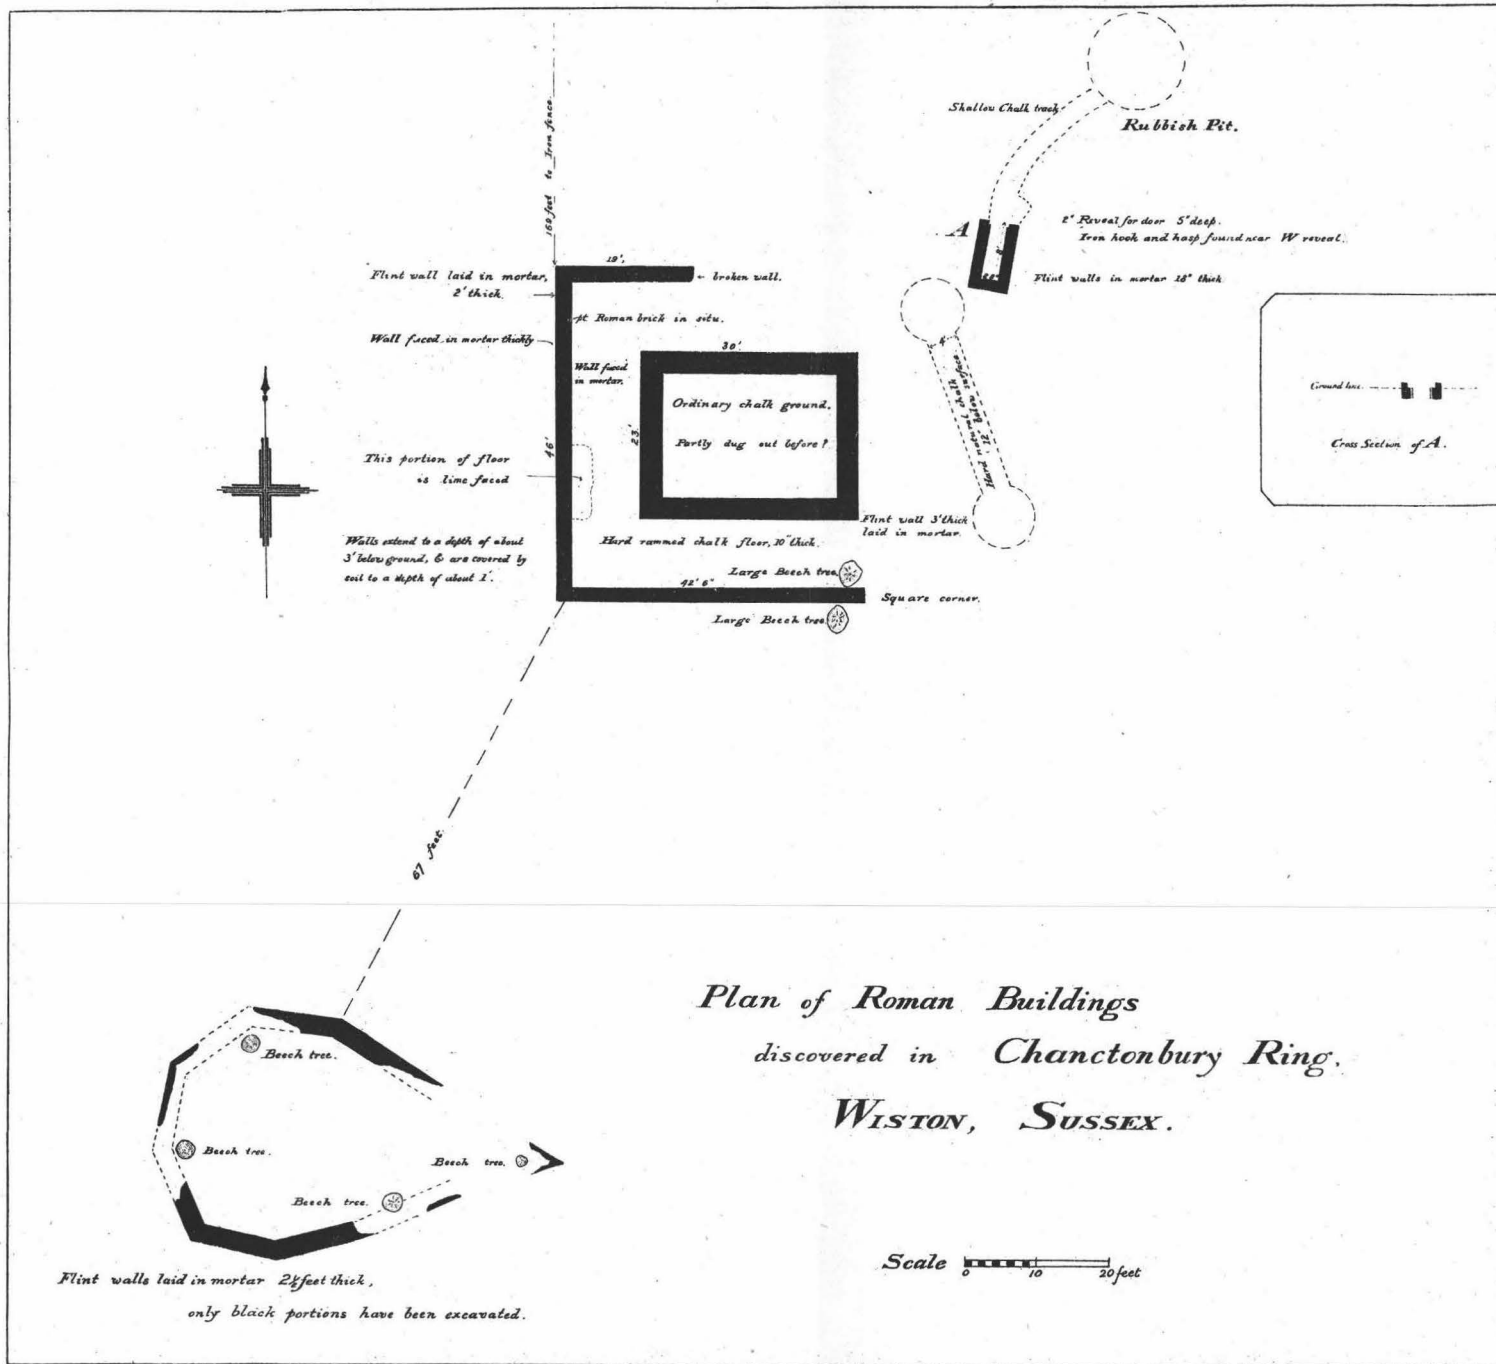 Shallow Chalk track
Rubbish Pit.
160 feet to Iron fence.
A
2" Reveal for door 5" deep.
Iron hook and hasp found near W reveal.
Flint walls in mortar 18" thick
19'.
Flint wall laid in mortar,
2' thick.
broken wall.
Roman brick in situ.
Wall faced in mortar thickly
Wall faced
in mortar.
30'.
4'
Ordinary chalk ground.
Partly dug out before?
23'
46'
Hard natural chalk
12" below surface
Ground line.
Cross Section of A.
This portion of floor
is lime faced
Flint wall 3' thick
laid in mortar.
Hard rammed chalk floor, 10" thick.
Walls extend to a depth of about
3' below ground, & are covered by
soil to a depth of about 1'.
Large Beech tree.
42' 6"
Square corner.
Large Beech tree.
67 feet.
Plan of Roman Buildings
discovered in Chanctonbury Ring.
WISTON, SUSSEX.
Beech tree.
Beech tree.
Beech tree.
Beech tree.
Scale
0 10 20 feet
Flint walls laid in mortar 2½ feet thick,
only black portions have been excavated.